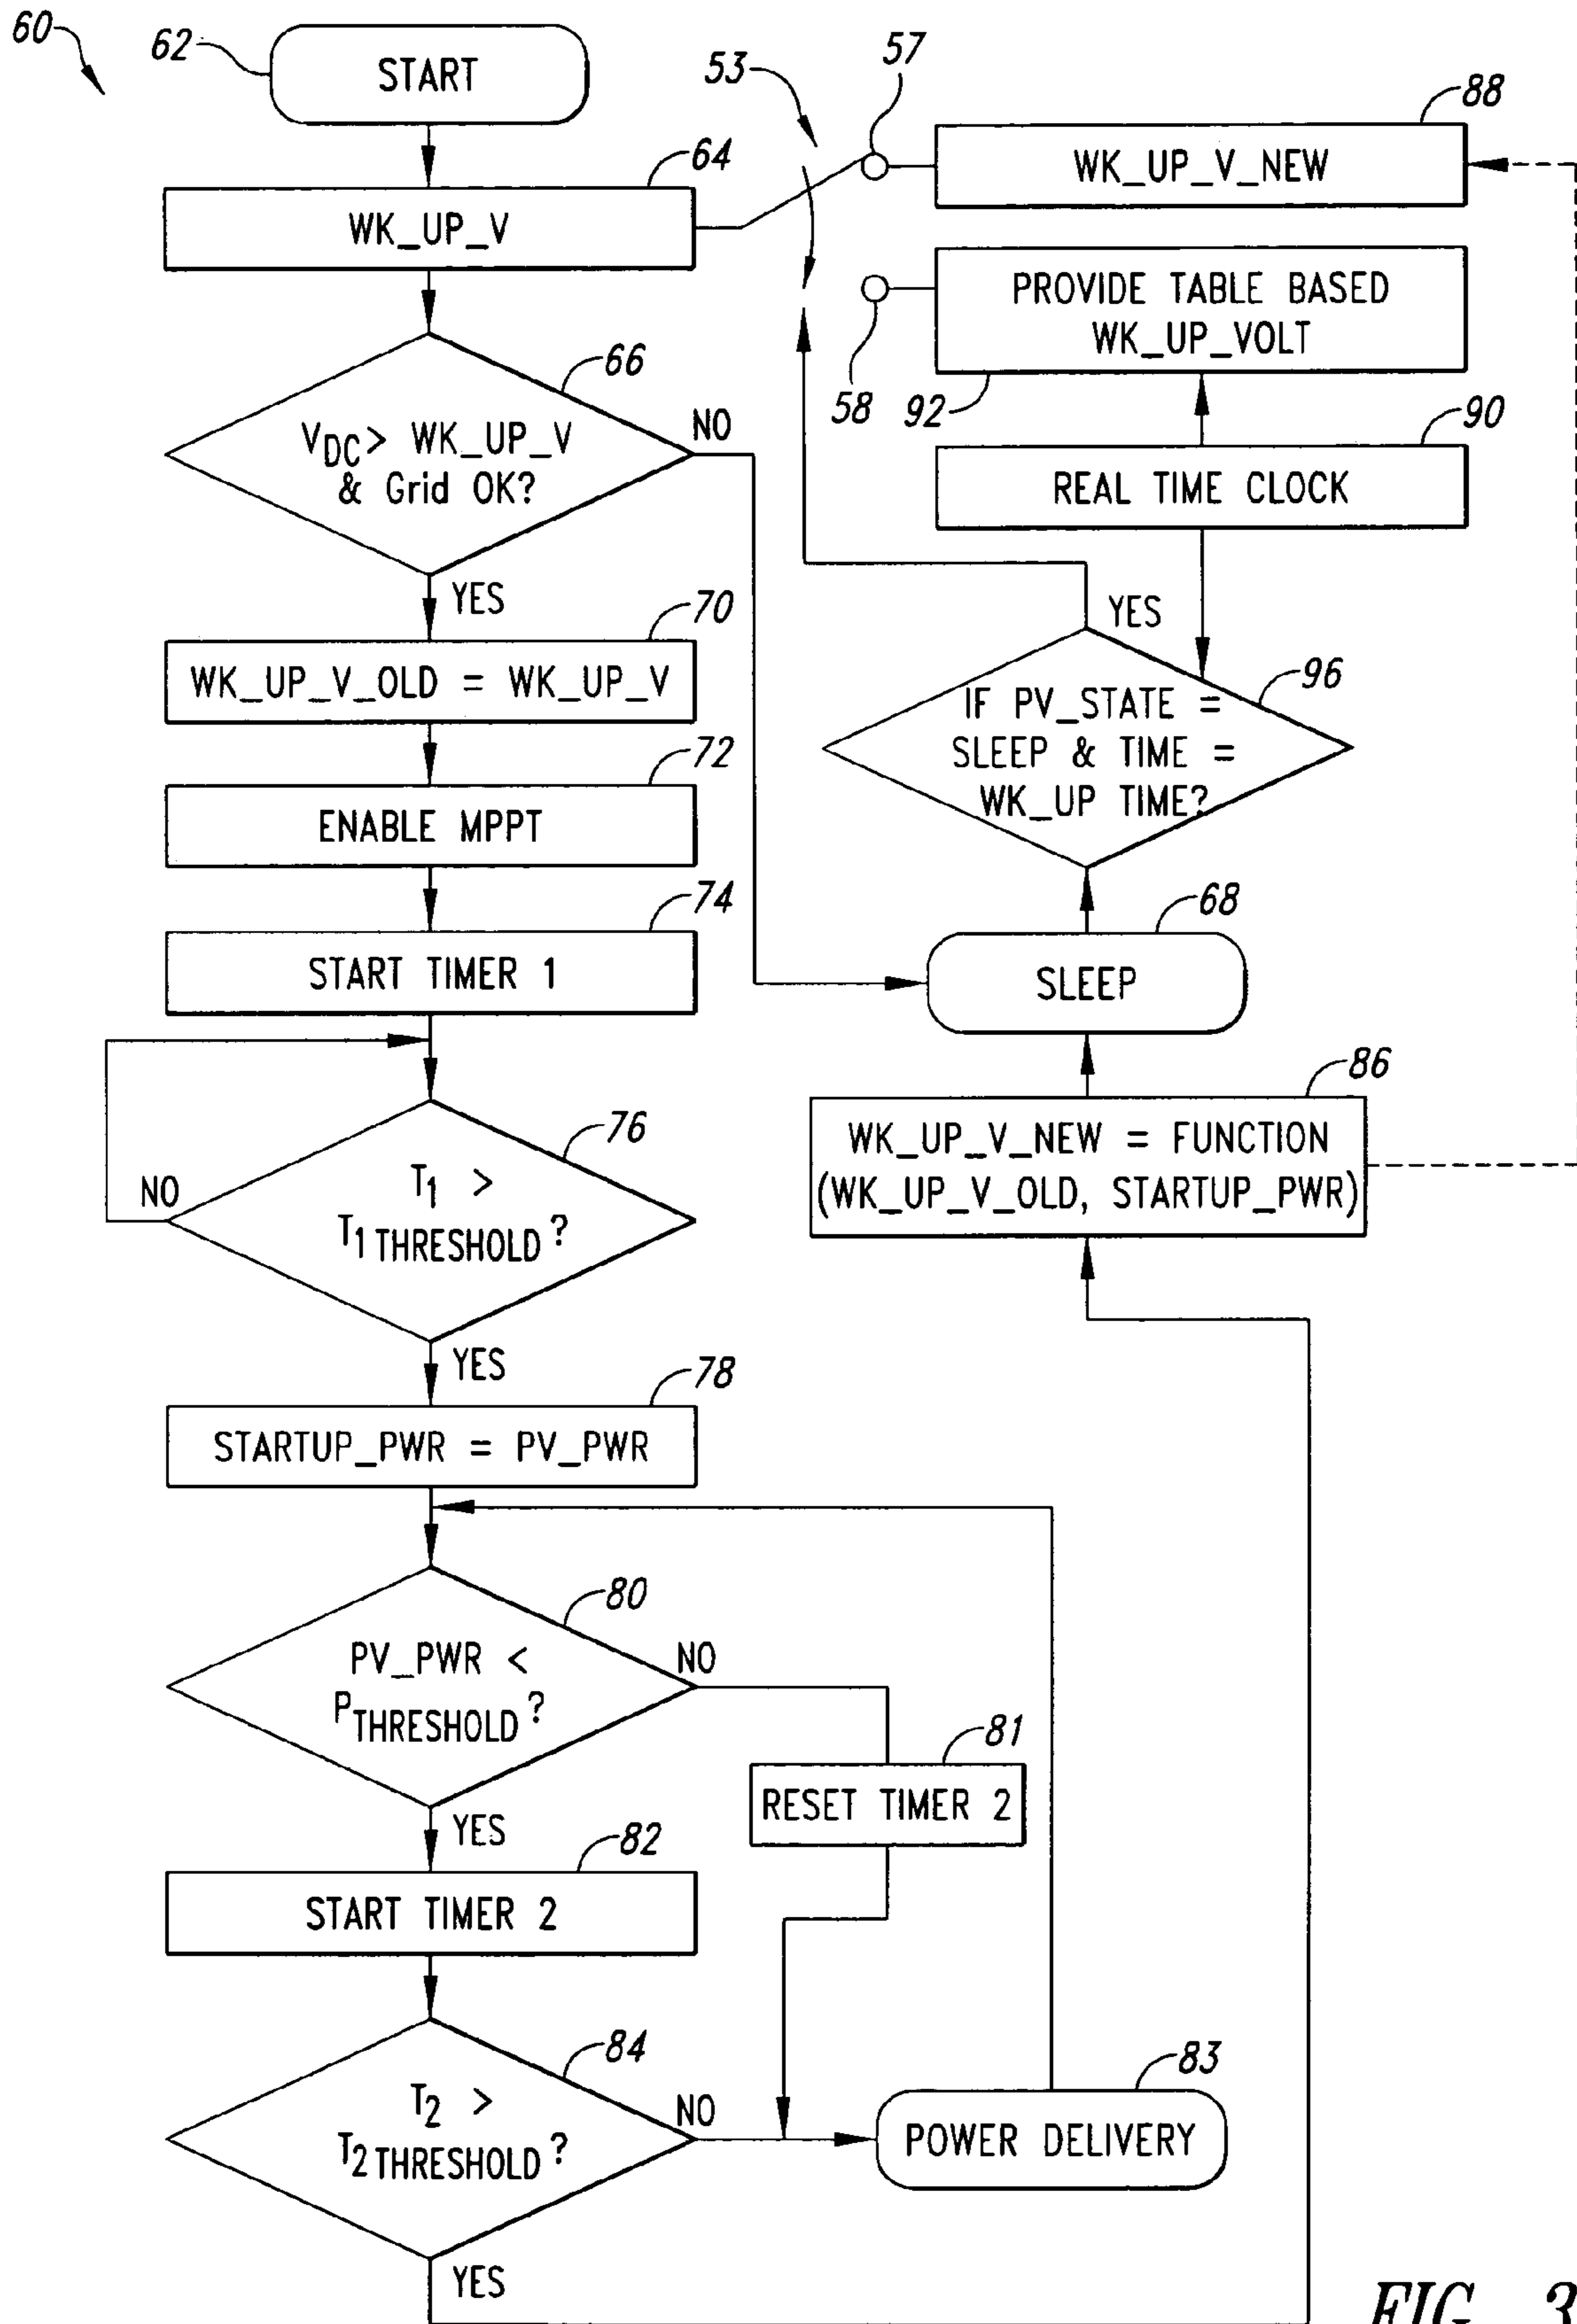 60
62
START
53
57
88
WK_UP_V_NEW
64
WK_UP_V
PROVIDE TABLE BASED
WK_UP_VOLT
58
92
90
REAL TIME CLOCK
66
VDC> WK_UP_V
& Grid OK?
NO
YES
70
WK_UP_V_OLD = WK_UP_V
72
ENABLE MPPT
74
START TIMER 1
YES
96
IF PV_STATE =
SLEEP & TIME =
WK_UP TIME?
68
SLEEP
86
WK_UP_V_NEW = FUNCTION
(WK_UP_V_OLD, STARTUP_PWR)
76
T1 >
T1 THRESHOLD ?
NO
YES
78
STARTUP_PWR = PV_PWR
80
PV_PWR <
PTHRESHOLD ?
NO
81
RESET TIMER 2
YES
82
START TIMER 2
84
T2 >
T2 THRESHOLD ?
NO
83
POWER DELIVERY
YES
FIG. 3